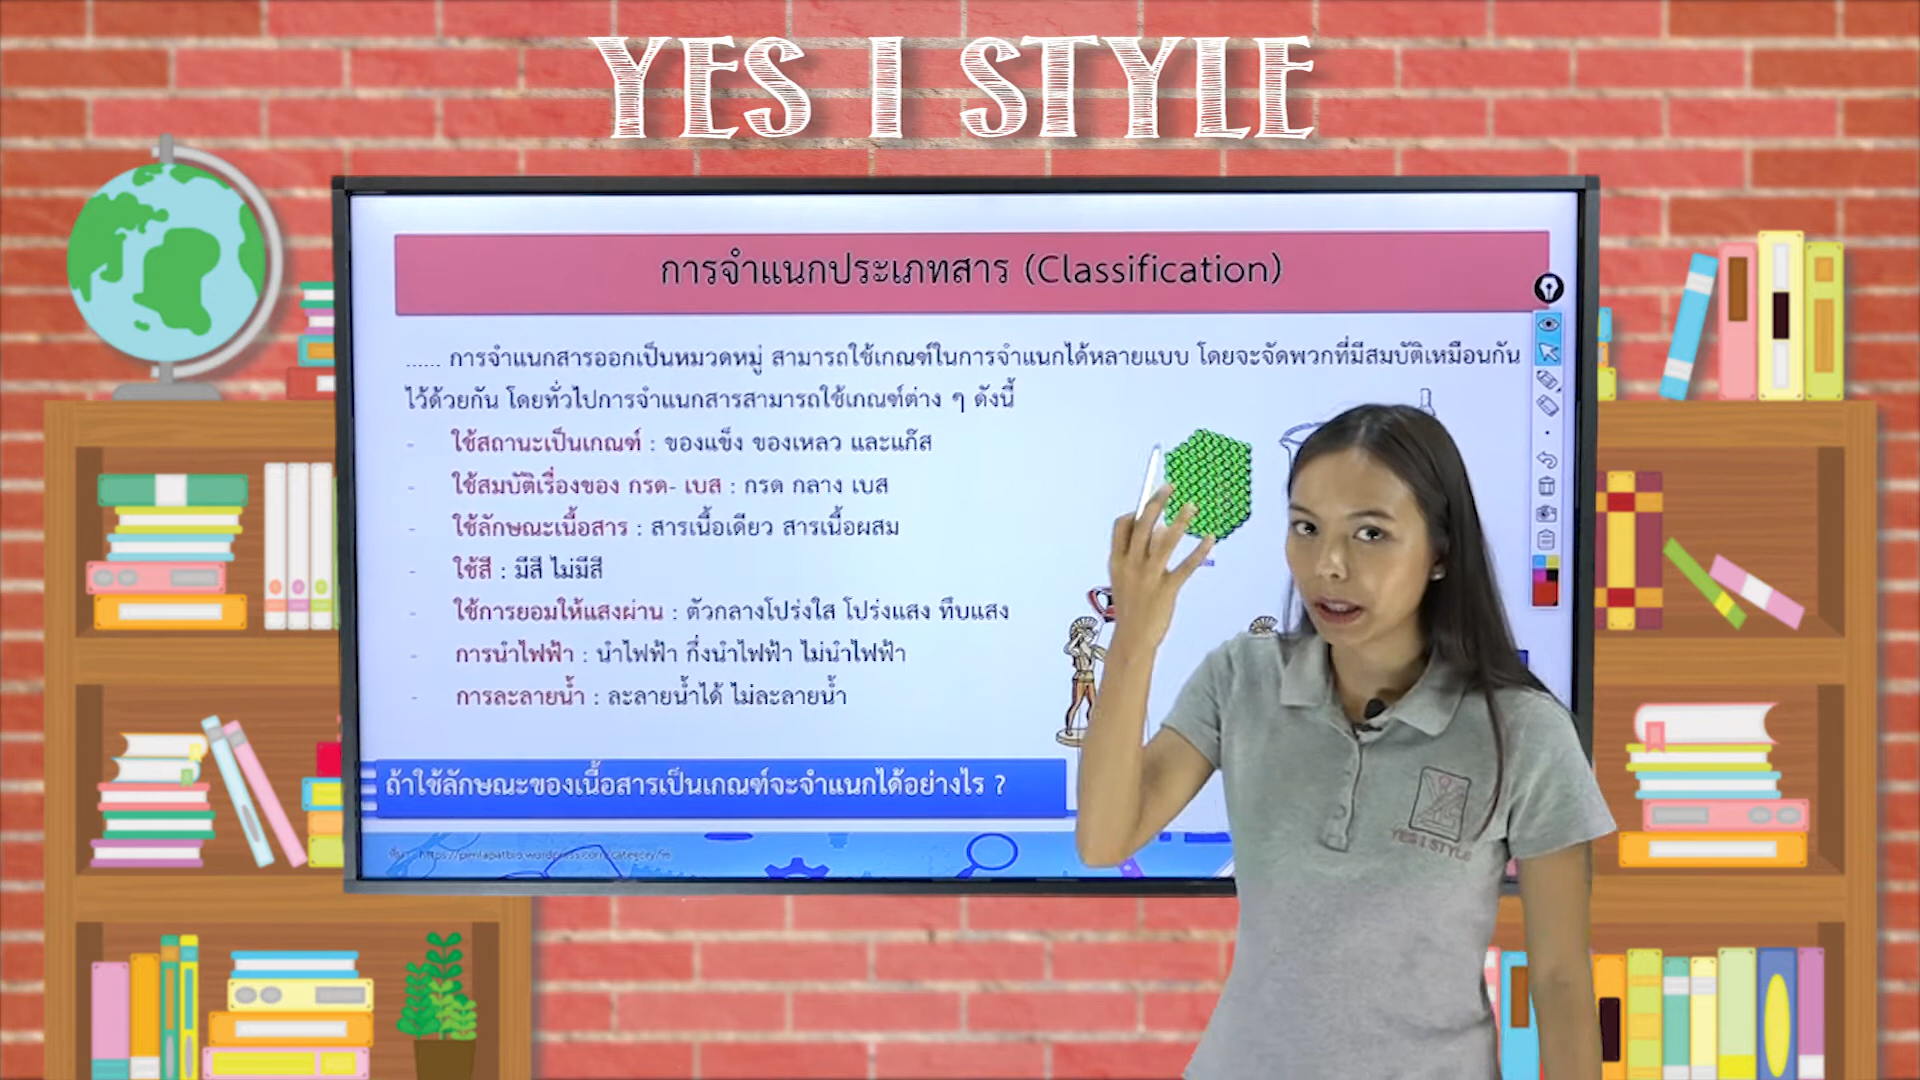 YES I STYLE
การจำแนกประเภทสาร (Classification)
...... การจำแนกสารออกเป็นหมวดหมู่ สามารถใช้เกณฑ์ในการจำแนกได้หลายแบบ โดยจะจัดพวกที่มีสมบัติเหมือนกัน
ไว้ด้วยกัน โดยทั่วไปการจำแนกสารสามารถใช้เกณฑ์ต่าง ๆ ดังนี้
- ใช้สถานะเป็นเกณฑ์ : ของแข็ง ของเหลว และแก๊ส
- ใช้สมบัติเรื่องของ กรด- เบส : กรด กลาง เบส
- ใช้ลักษณะเนื้อสาร : สารเนื้อเดียว สารเนื้อผสม
- ใช้สี : มีสี ไม่มีสี
- ใช้การยอมให้แสงผ่าน : ตัวกลางโปร่งใส โปร่งแสง ทึบแสง
- การนำไฟฟ้า : นำไฟฟ้า กึ่งนำไฟฟ้า ไม่นำไฟฟ้า
- การละลายน้ำ : ละลายน้ำได้ ไม่ละลายน้ำ
ถ้าใช้ลักษณะของเนื้อสารเป็นเกณฑ์จะจำแนกได้อย่างไร ?
YES I STYLE